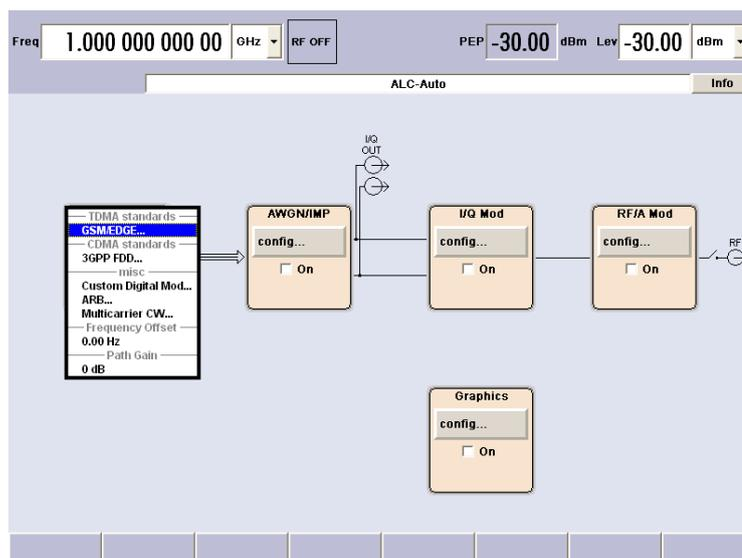 Freq 1.000 000 000 00 GHz RF OFF PEP -30.00 dBm Lev -30.00 dBm
ALC-Auto Info
I/Q
OUT
TDMA standards
GSM/EDGE...
CDMA standards
3GPP FDD...
misc
Custom Digital Mod...
ARB...
Multicarrier CW...
Frequency Offset
0.00 Hz
Path Gain
0 dB
AWGN/IMP
config...
On
I/Q Mod
config...
On
RF/A Mod
config...
On
RF
Graphics
config...
On